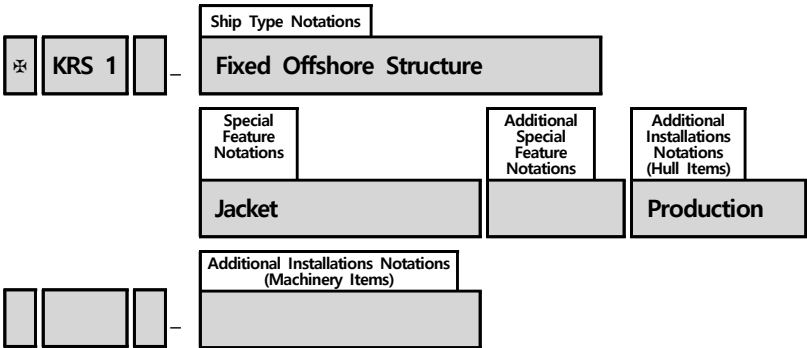 Ship Type Notations
✠ KRS 1 – Fixed Offshore Structure
Special
Feature
Notations
Additional
Special
Feature
Notations
Additional
Installations
Notations
(Hull Items)
Jacket
Production
Additional Installations Notations
(Machinery Items)
–